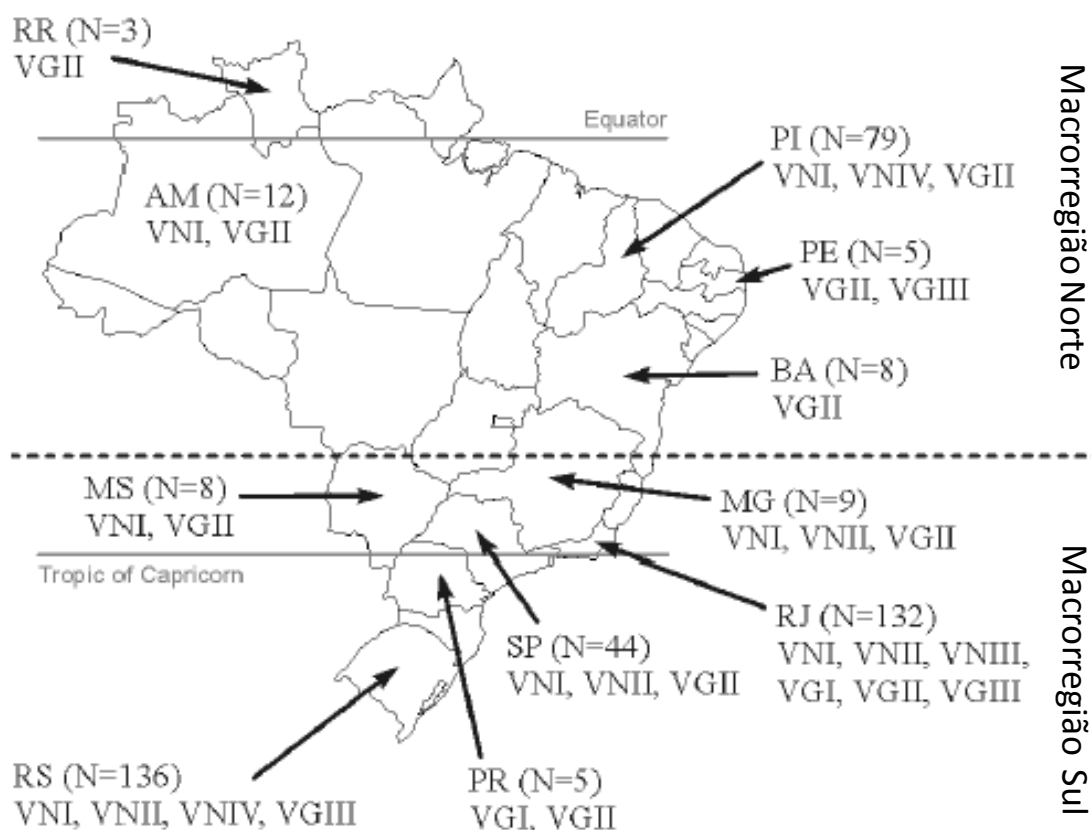 RR (N=3)
VGII
Equator
AM (N=12)
VNI, VGII
PI (N=79)
VNI, VNIV, VGII
PE (N=5)
VGII, VGIII
BA (N=8)
VGII
Macrorregião Norte
MS (N=8)
VNI, VGII
MG (N=9)
VNI, VNII, VGII
Tropic of Capricorn
RJ (N=132)
VNI, VNII, VNIII,
VGI, VGII, VGIII
SP (N=44)
VNI, VNII, VGII
RS (N=136)
VNI, VNII, VNIV, VGIII
PR (N=5)
VGI, VGII
Macrorregião Sul